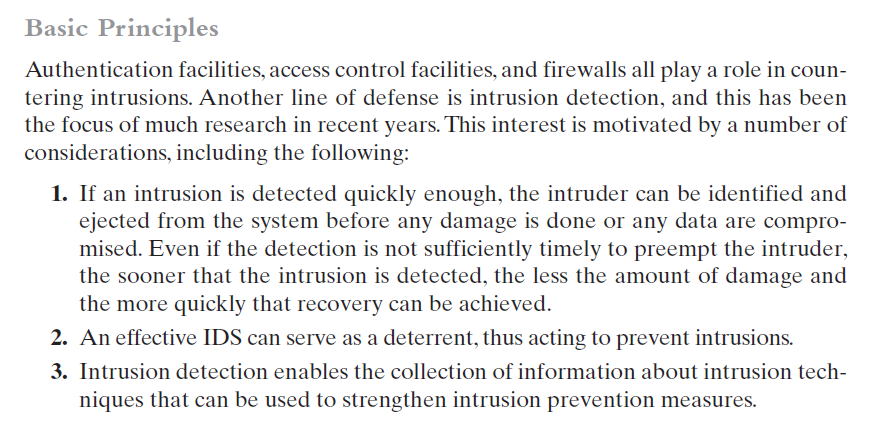 Basic Principles
Authentication facilities, access control facilities, and firewalls all play a role in coun-
tering intrusions. Another line of defense is intrusion detection, and this has been
the focus of much research in recent years. This interest is motivated by a number of
considerations, including the following:
1. If an intrusion is detected quickly enough, the intruder can be identified and
ejected from the system before any damage is done or any data are compro-
mised. Even if the detection is not sufficiently timely to preempt the intruder,
the sooner that the intrusion is detected, the less the amount of damage and
the more quickly that recovery can be achieved.
2. An effective IDS can serve as a deterrent, thus acting to prevent intrusions.
3. Intrusion detection enables the collection of information about intrusion tech-
niques that can be used to strengthen intrusion prevention measures.